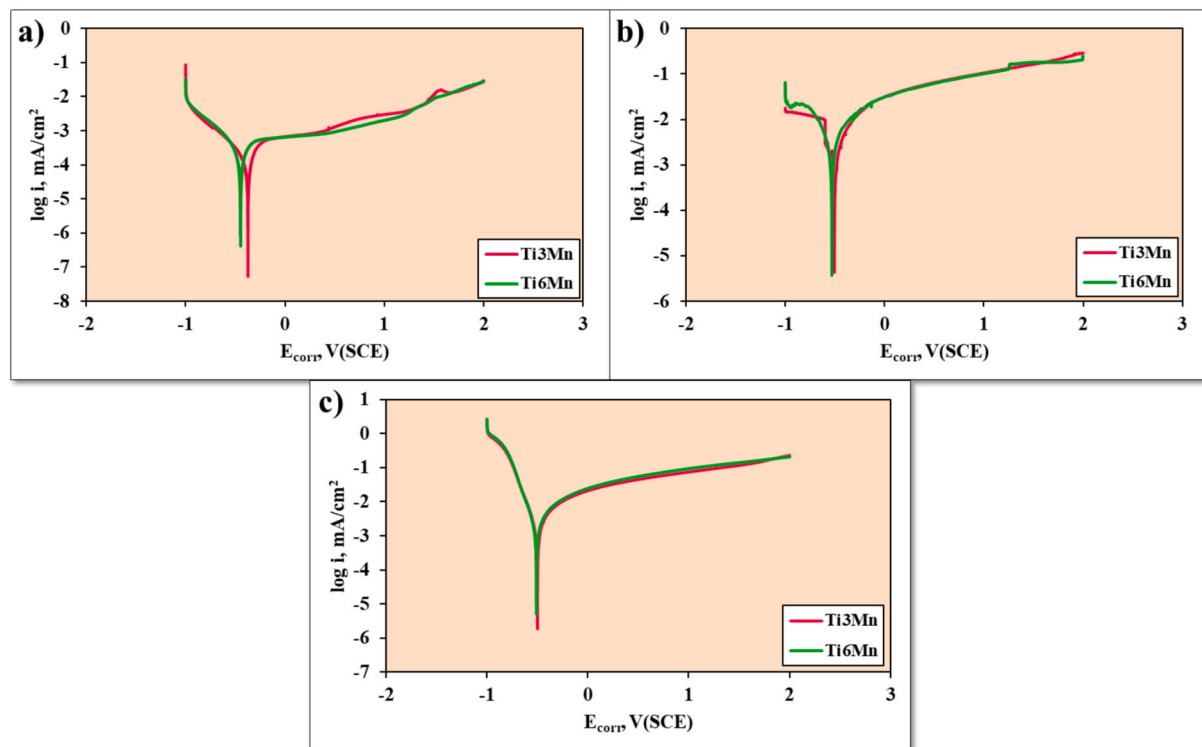 a)
0
-1
-2
-3
-4
-5
-6
-7
-8
log i, mA/cm²
-2 -1 0 1 2 3
E_corr, V(SCE)
Ti3Mn
Ti6Mn
b)
0
-1
-2
-3
-4
-5
-6
log i, mA/cm²
-2 -1 0 1 2 3
E_corr, V(SCE)
Ti3Mn
Ti6Mn
c)
1
0
-1
-2
-3
-4
-5
-6
-7
log i, mA/cm²
-2 -1 0 1 2 3
E_corr, V(SCE)
Ti3Mn
Ti6Mn